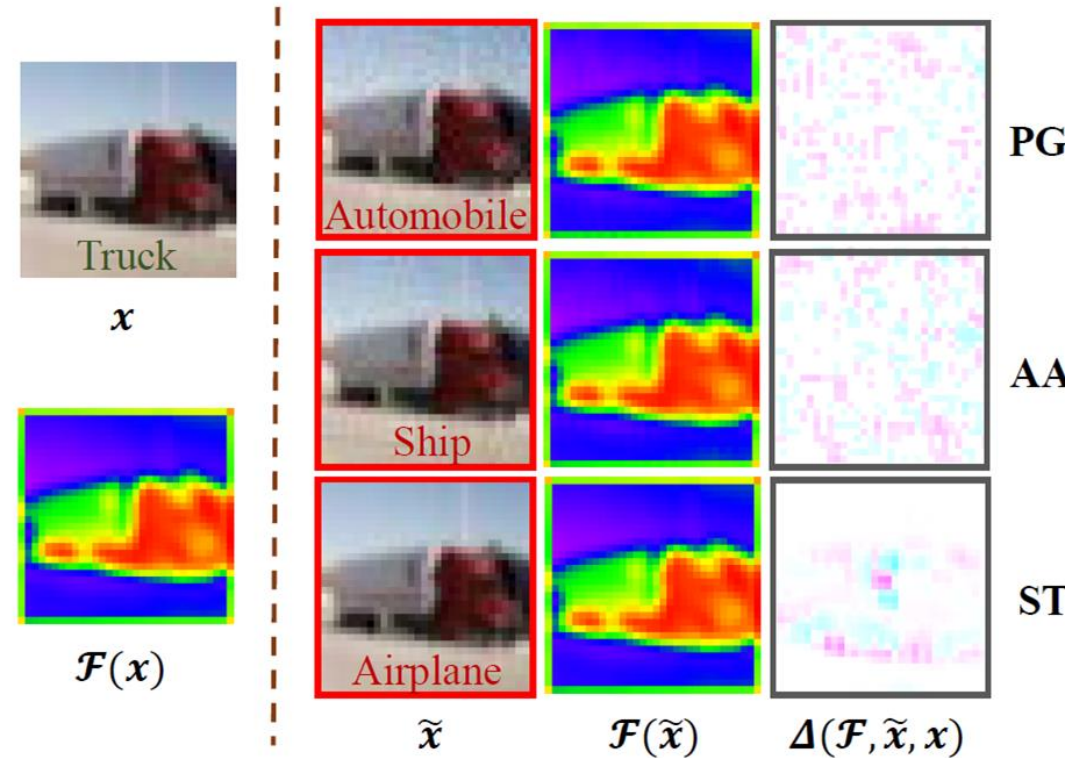 Truck
x
F(x)
Automobile
PG
Ship
AA
Airplane
ST
x̃
F(x̃)
Δ(F, x̃, x)